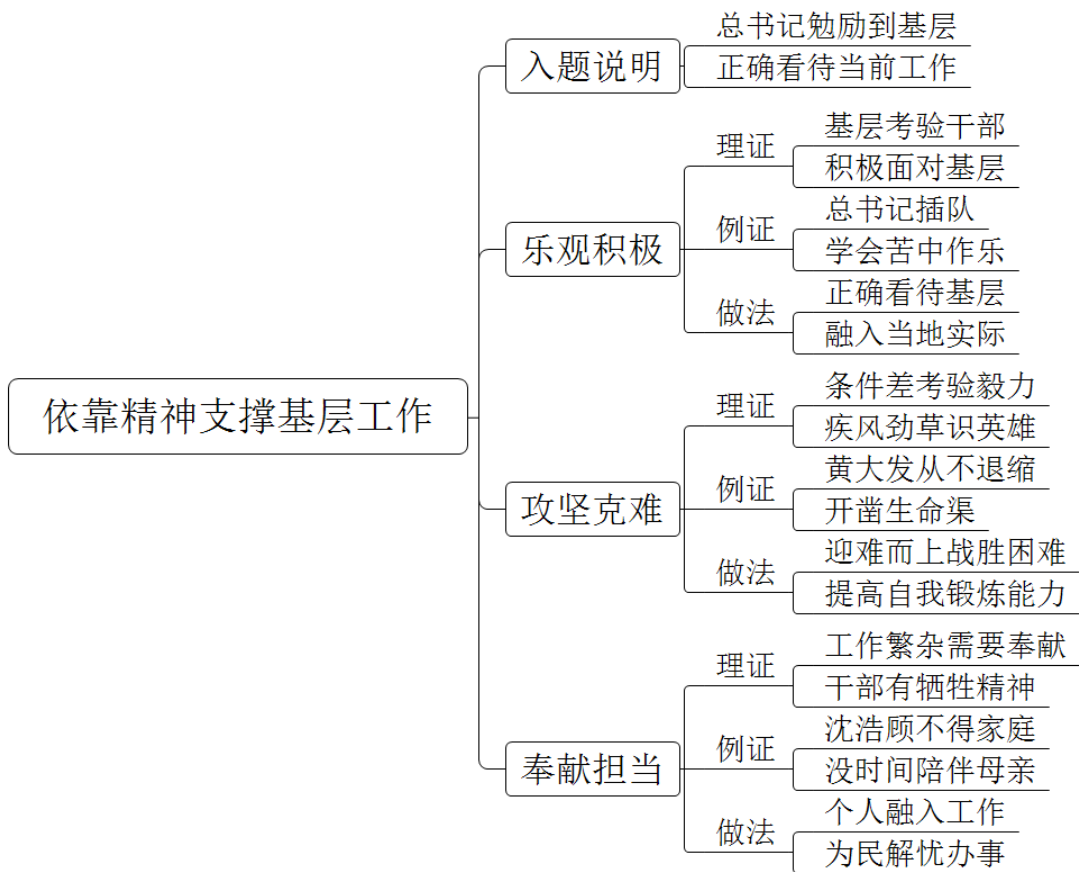 依靠精神支撑基层工作
入题说明
总书记勉励到基层
正确看待当前工作
乐观积极
理证
基层考验干部
积极面对基层
例证
总书记插队
学会苦中作乐
做法
正确看待基层
融入当地实际
攻坚克难
理证
条件差考验毅力
疾风劲草识英雄
例证
黄大发从不退缩
开凿生命渠
做法
迎难而上战胜困难
提高自我锻炼能力
奉献担当
理证
工作繁杂需要奉献
干部有牺牲精神
例证
沈浩顾不得家庭
没时间陪伴母亲
做法
个人融入工作
为民解忧办事